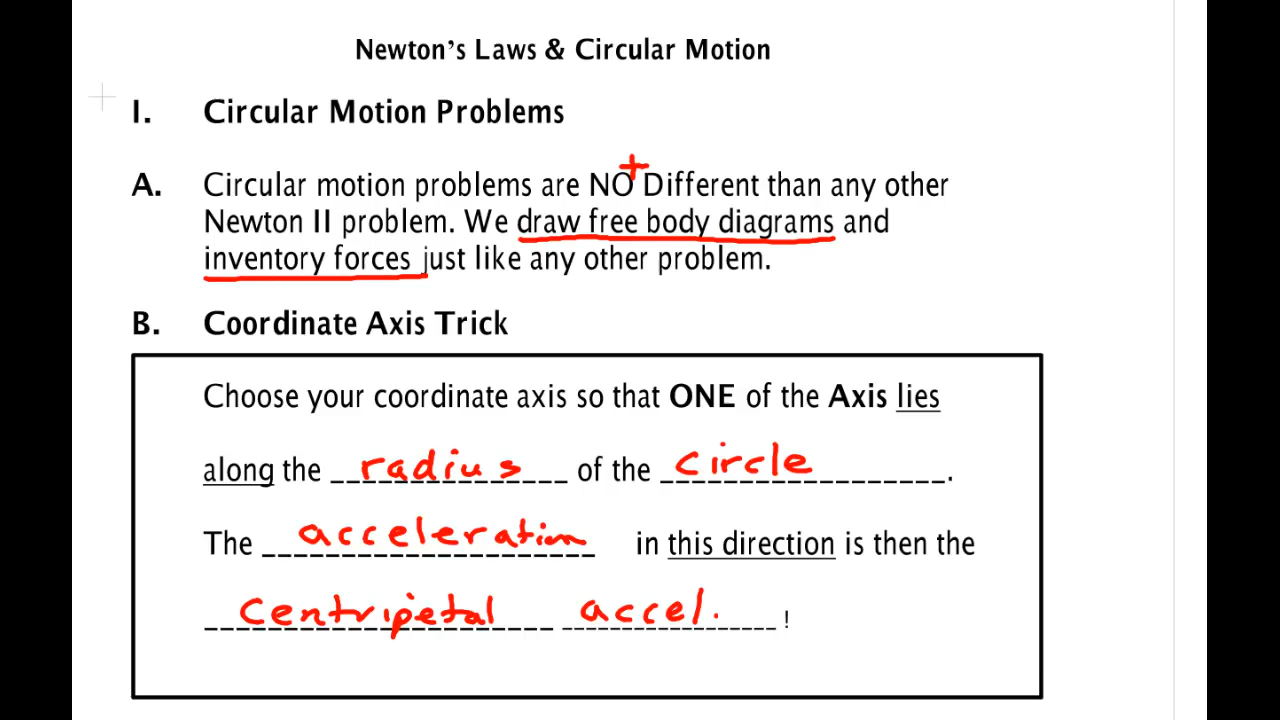 Newton's Laws & Circular Motion
I. Circular Motion Problems
A. Circular motion problems are NOt Different than any other
Newton II problem. We draw free body diagrams and
inventory forces just like any other problem.
B. Coordinate Axis Trick
Choose your coordinate axis so that ONE of the Axis lies
along the radius of the circle.
The acceleration in this direction is then the
centripetal accel. !